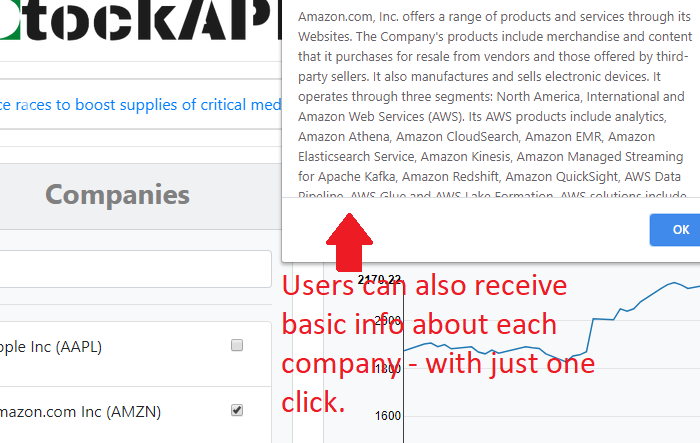 tockAPI
ce races to boost supplies of critical med
Companies
pple Inc (AAPL)
mazon.com Inc (AMZN)
Amazon.com, Inc. offers a range of products and services through its
Websites. The Company's products include merchandise and content
that it purchases for resale from vendors and those offered by third-
party sellers. It also manufactures and sells electronic devices. It
operates through three segments: North America, International and
Amazon Web Services (AWS). Its AWS products include analytics,
Amazon Athena, Amazon CloudSearch, Amazon EMR, Amazon
Elasticsearch Service, Amazon Kinesis, Amazon Managed Streaming
for Apache Kafka, Amazon Redshift, Amazon QuickSight, AWS Data
Pipeline, AWS Glue and AWS Lake Formation. AWS solutions include
OK
2170.22
2000
1800
1600
Users can also receive
basic info about each
company - with just one
click.